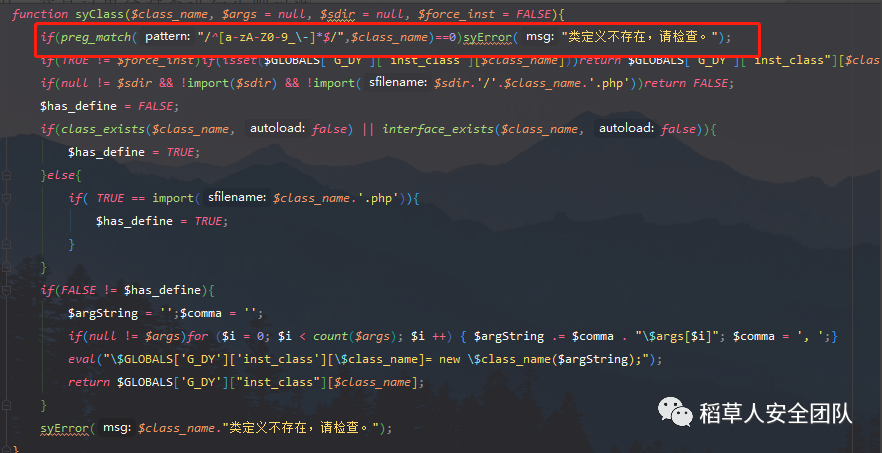 function syClass($class_name, $args = null, $sdir = null, $force_inst = FALSE){
if(preg_match( pattern: "/^[a-zA-Z0-9_\-]*$/",$class_name)==0)syError( msg: "类定义不存在，请检查。");
if(TRUE != $force_inst)if(isset($GLOBALS['G_DY']["inst_class"][$class_name]))return $GLOBALS['G_DY']["inst_class"][$clas
if(null != $sdir && !import($sdir) && !import( sfilename: $sdir.'/'.$class_name.'.php'))return FALSE;
$has_define = FALSE;
if(class_exists($class_name, autoload: false) || interface_exists($class_name, autoload: false)){
$has_define = TRUE;
}else{
if( TRUE == import( sfilename: $class_name.'.php')){
$has_define = TRUE;
}
}
if(FALSE != $has_define){
$argString = '';$comma = '';
if(null != $args)for ($i = 0; $i < count($args); $i ++) { $argString .= $comma . "\$args[$i]"; $comma = ', ';}
eval("\$GLOBALS['G_DY']['inst_class'][\$class_name]= new \$class_name($argString);");
return $GLOBALS['G_DY']["inst_class"][$class_name];
}
syError( msg: $class_name."类定义不存在，请检查。");
}
稻草人安全团队